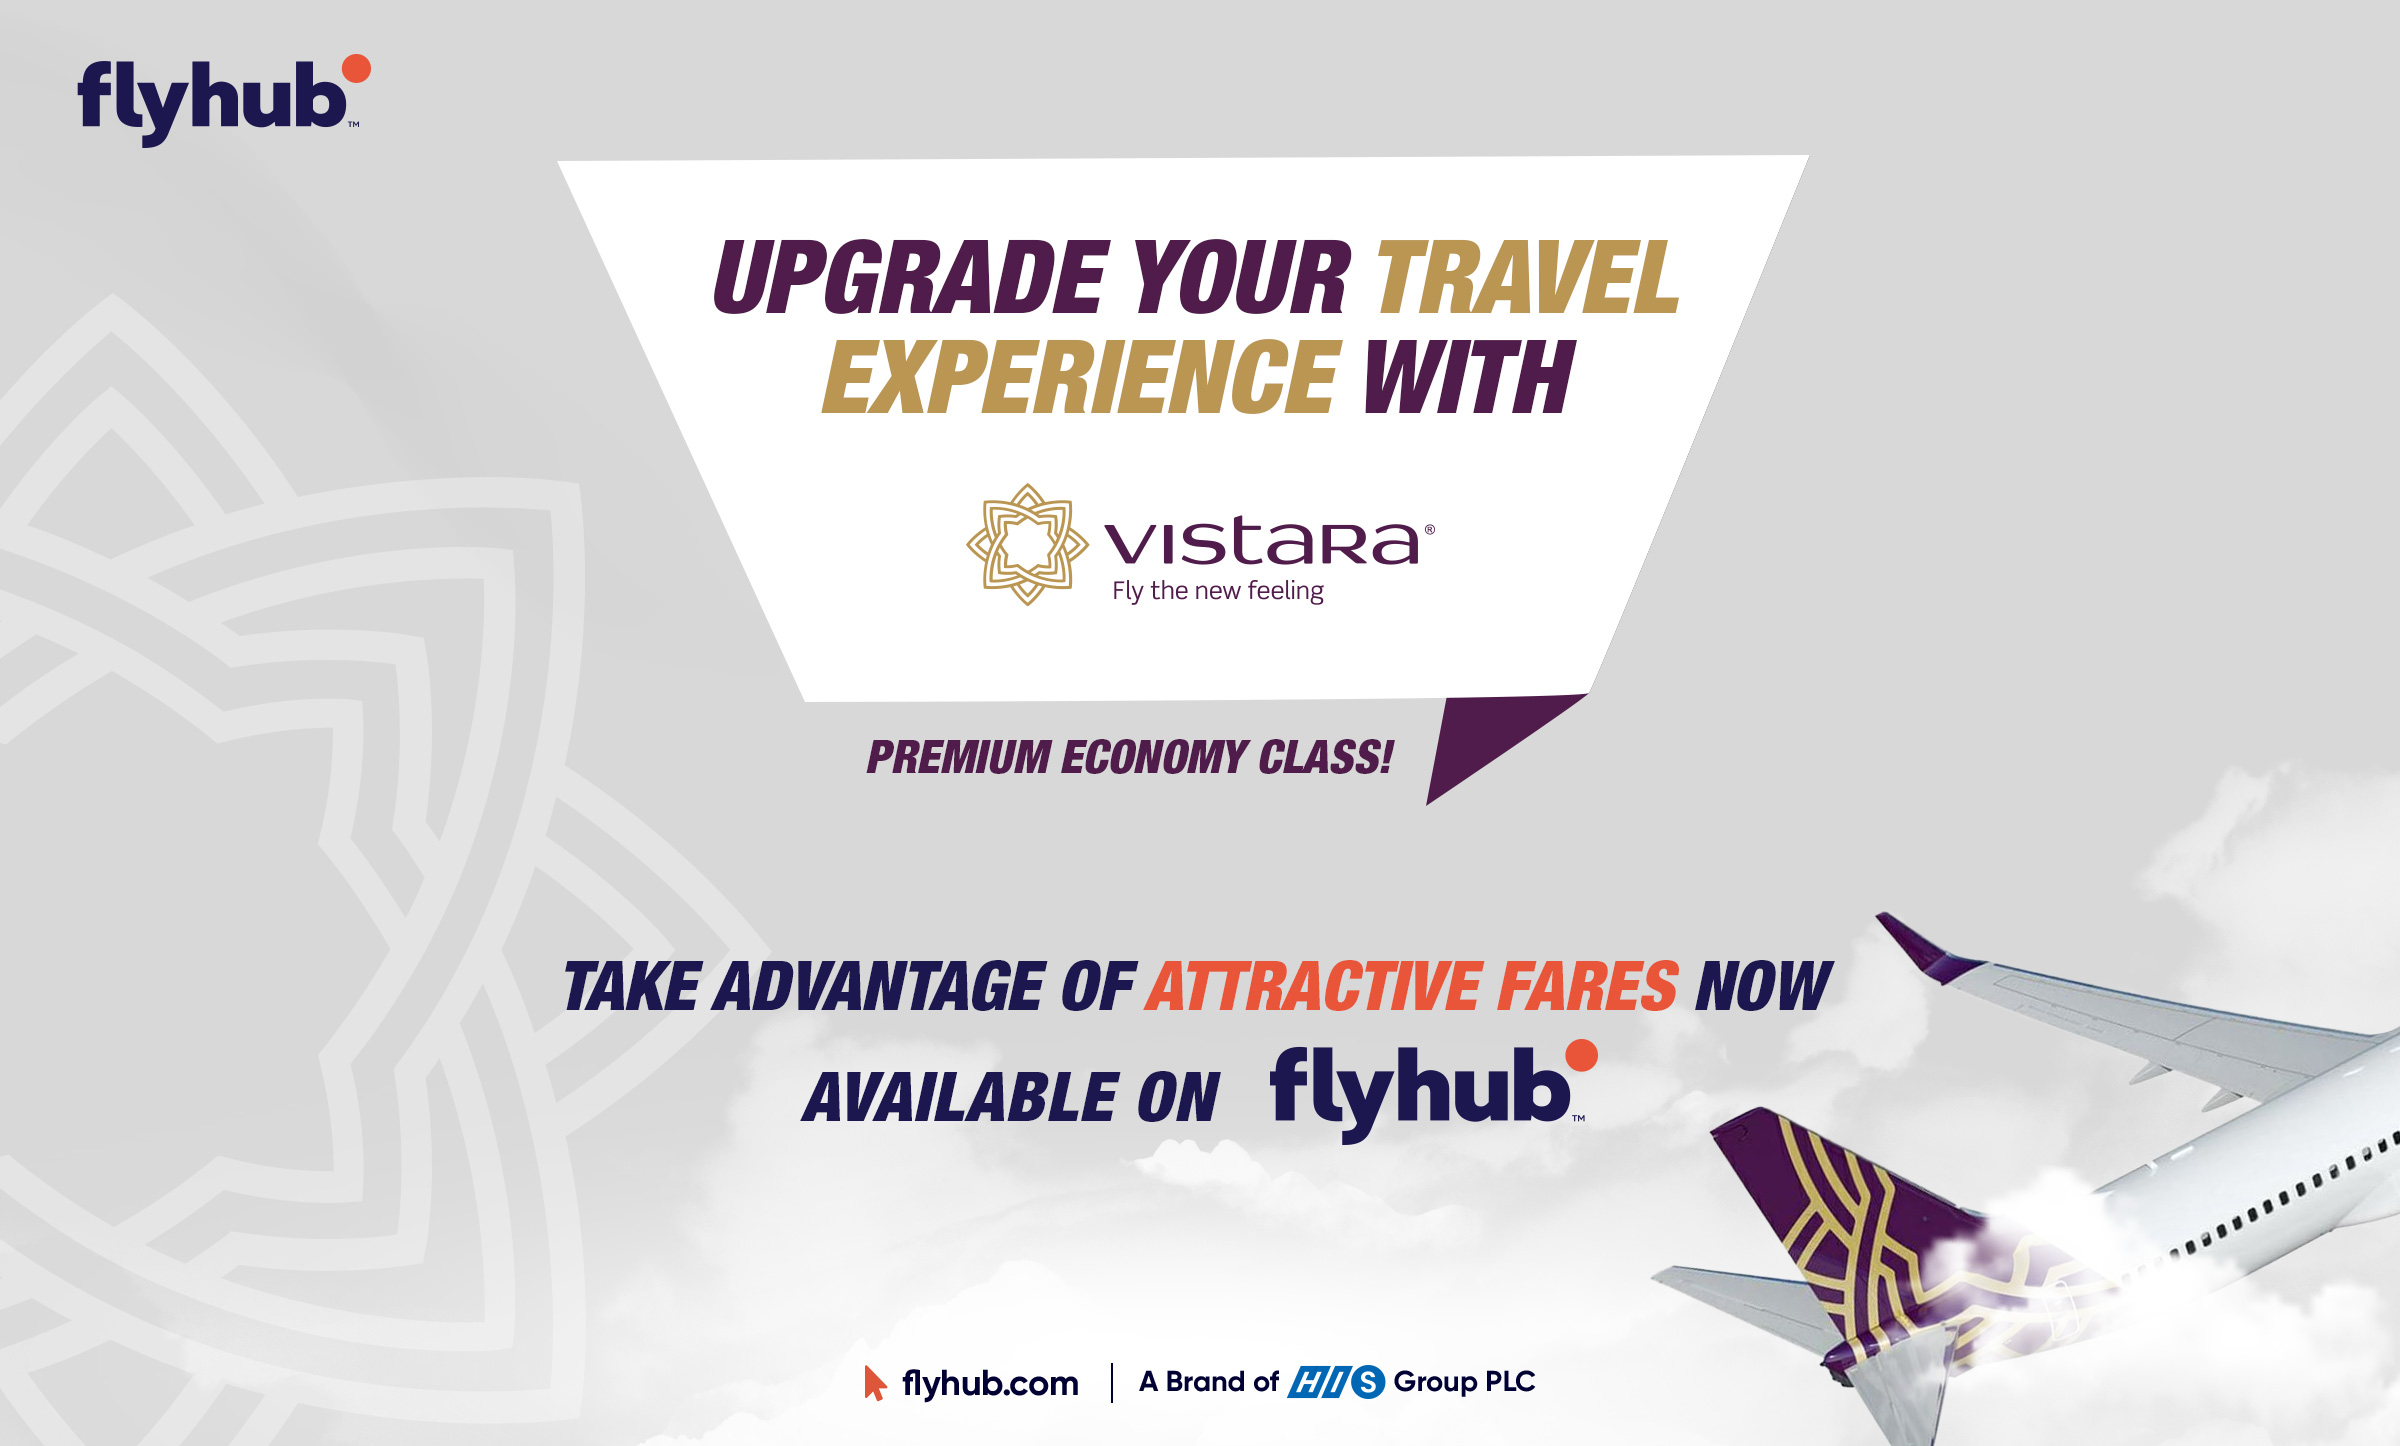 flyhub™
UPGRADE YOUR TRAVEL
EXPERIENCE WITH
vistara®
Fly the new feeling
PREMIUM ECONOMY CLASS!
TAKE ADVANTAGE OF ATTRACTIVE FARES NOW
AVAILABLE ON flyhub™
flyhub.com | A Brand of HIS Group PLC